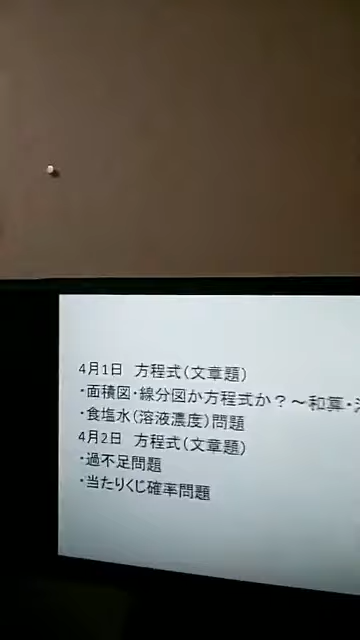 4月1日　方程式(文章題)
・面積図・線分図か方程式か？～和算・
・食塩水(溶液濃度)問題
4月2日　方程式(文章題)
・過不足問題
・当たりくじ確率問題